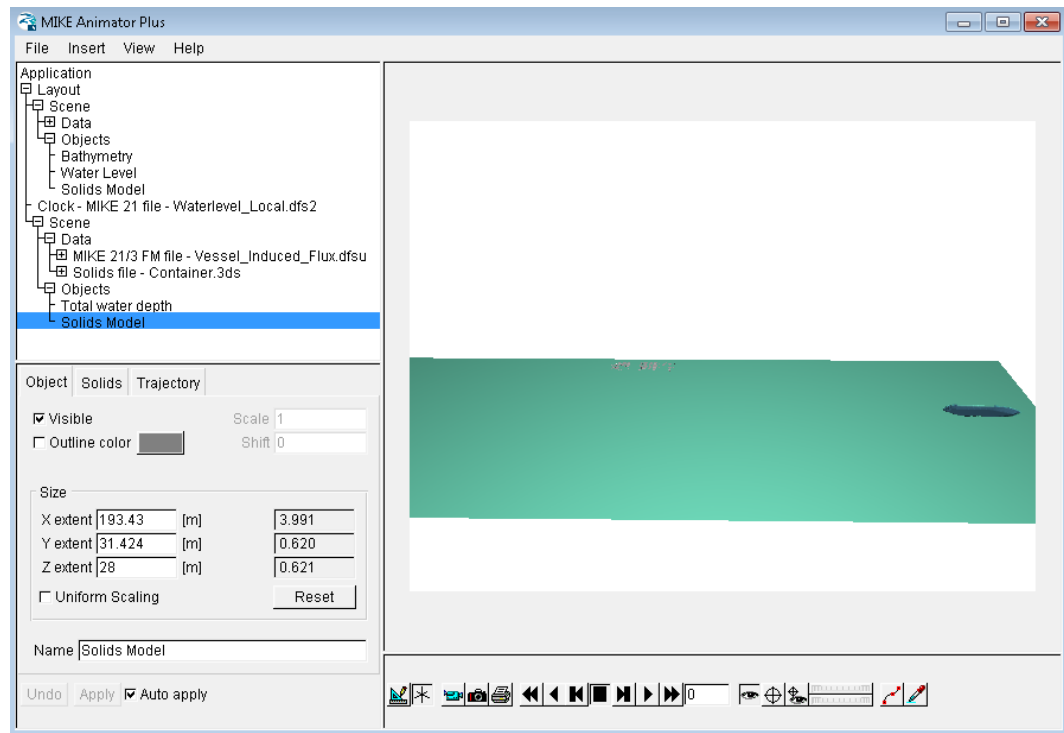 MIKE Animator Plus
File Insert View Help
Application
Layout
Scene
Data
Objects
Bathymetry
Water Level
Solids Model
Clock - MIKE 21 file - Waterlevel_Local.dfs2
Scene
Data
MIKE 21/3 FM file - Vessel_Induced_Flux.dfsu
Solids file - Container.3ds
Objects
Total water depth
Solids Model
Object Solids Trajectory
Visible Scale 1
Outline color Shift 0
Size
X extent 193.43 [m] 3.991
Y extent 31.424 [m] 0.620
Z extent 28 [m] 0.621
Uniform Scaling Reset
Name Solids Model
Undo Apply Auto apply 0